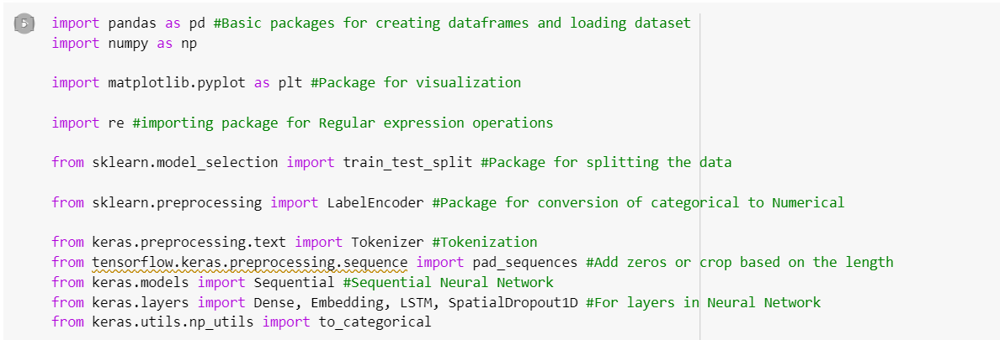 import pandas as pd #Basic packages for creating dataframes and loading dataset
import numpy as np
import matplotlib.pyplot as plt #Package for visualization
import re #importing package for Regular expression operations
from sklearn.model_selection import train_test_split #Package for splitting the data
from sklearn.preprocessing import LabelEncoder #Package for conversion of categorical to Numerical
from keras.preprocessing.text import Tokenizer #Tokenization
from tensorflow.keras.preprocessing.sequence import pad_sequences #Add zeros or crop based on the length
from keras.models import Sequential #Sequential Neural Network
from keras.layers import Dense, Embedding, LSTM, SpatialDropout1D #For layers in Neural Network
from keras.utils.np_utils import to_categorical